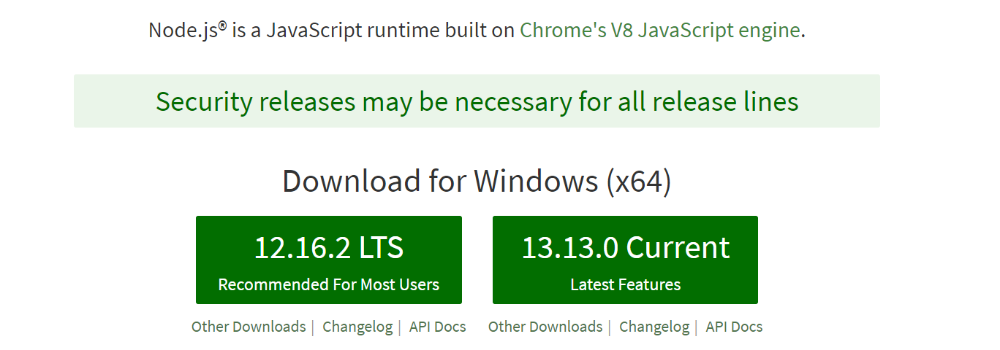 Node.js® is a JavaScript runtime built on Chrome's V8 JavaScript engine.
Security releases may be necessary for all release lines
Download for Windows (x64)
12.16.2 LTS
Recommended For Most Users
13.13.0 Current
Latest Features
Other Downloads | Changelog | API Docs
Other Downloads | Changelog | API Docs